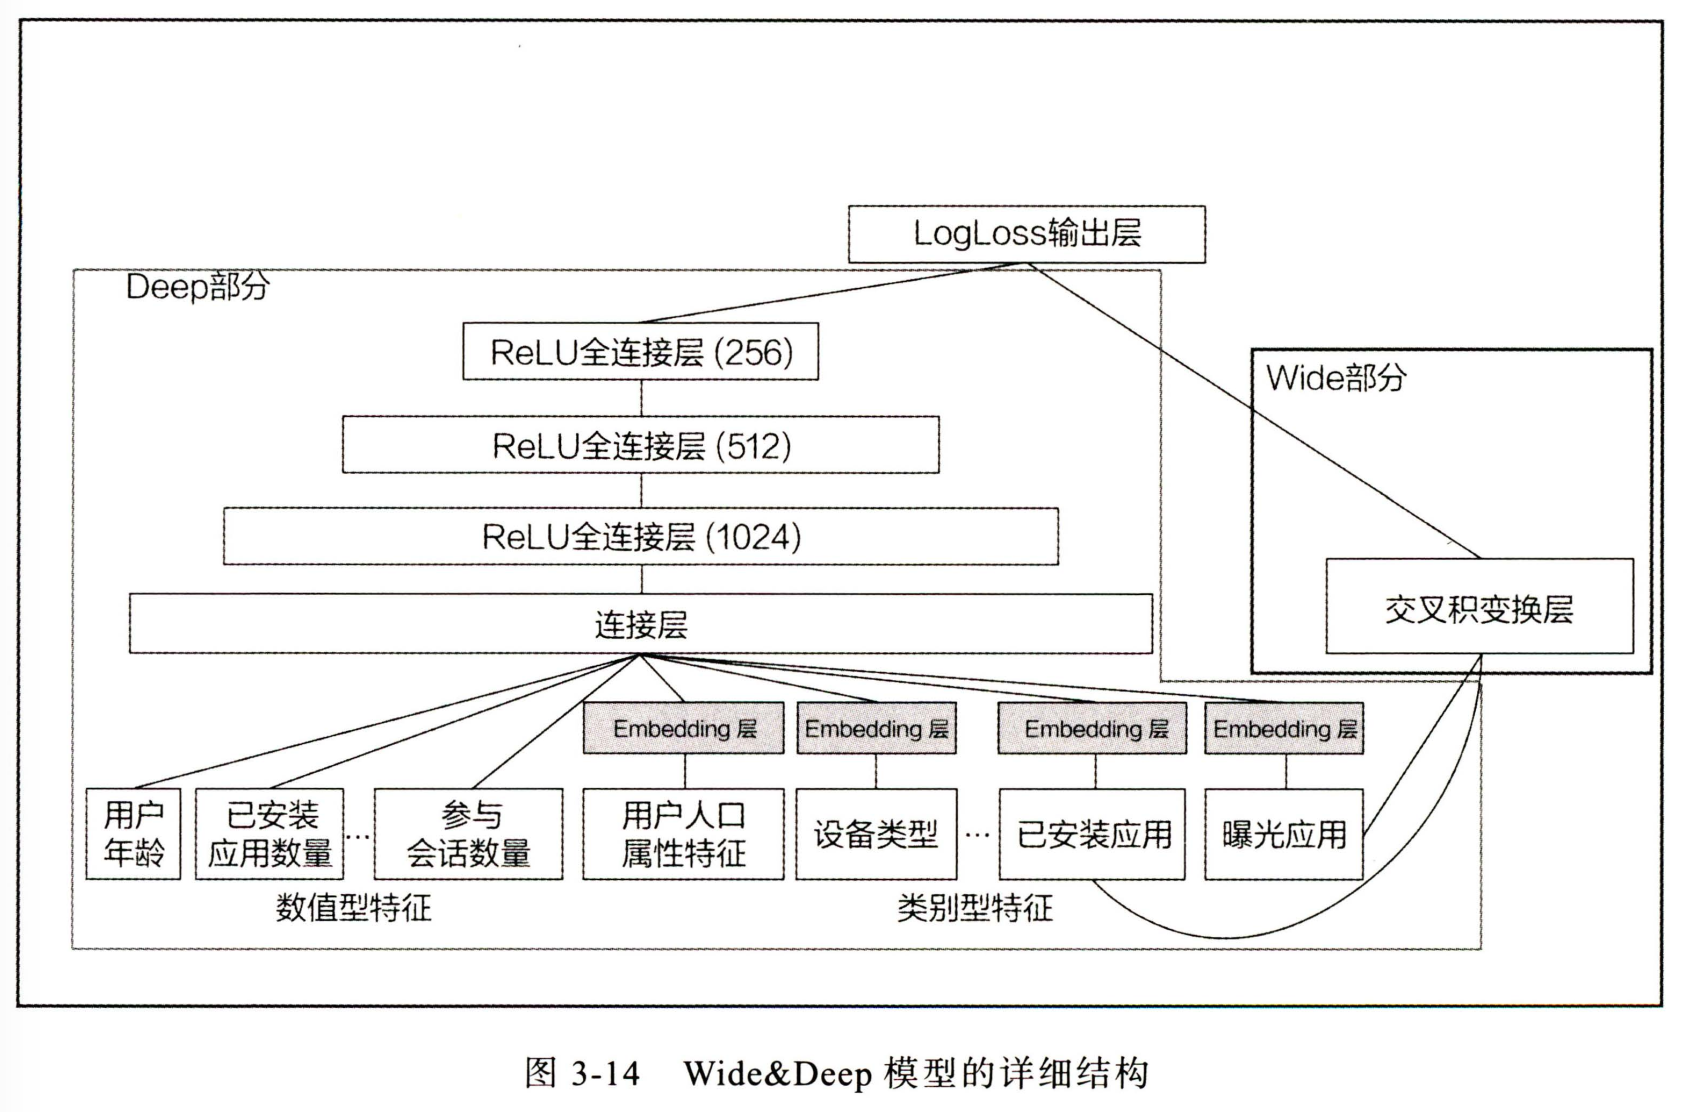 LogLoss输出层
Deep部分
ReLU全连接层(256)
Wide部分
ReLU全连接层(512)
ReLU全连接层(1024)
交叉积变换层
连接层
Embedding 层
Embedding 层
Embedding 层
Embedding 层
用户
年龄
已安装
应用数量
...
参与
会话数量
用户人口
属性特征
设备类型
...
已安装应用
曝光应用
数值型特征
类别型特征
图 3-14 Wide&Deep 模型的详细结构